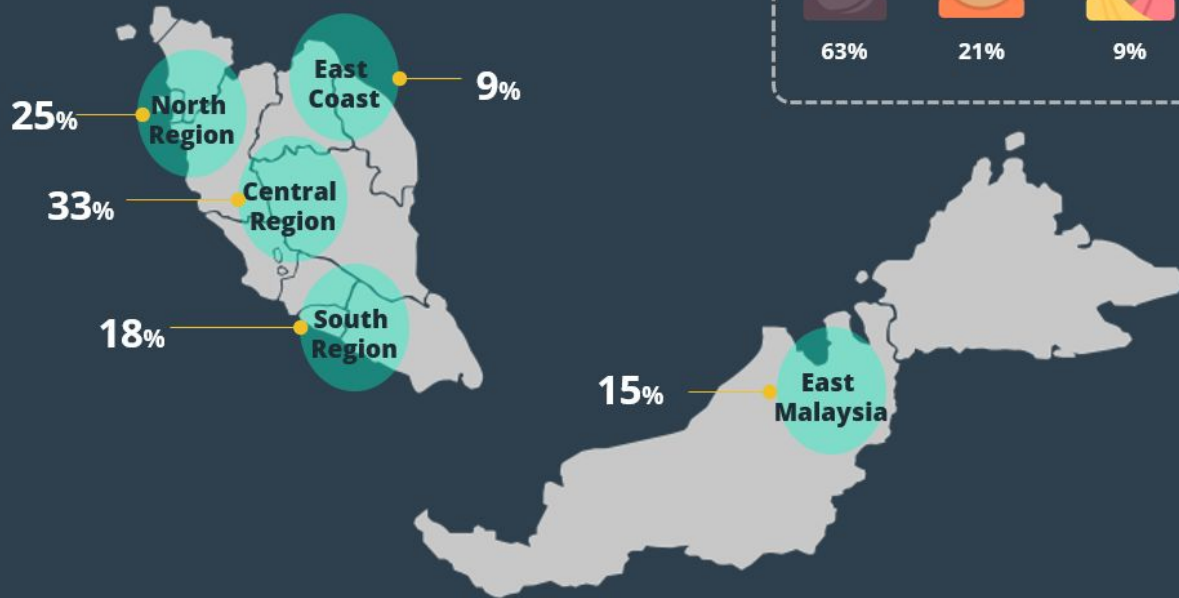 63%
21%
9%
East
Coast
9%
25%
North
Region
Central
Region
33%
South
Region
18%
15%
East
Malaysia